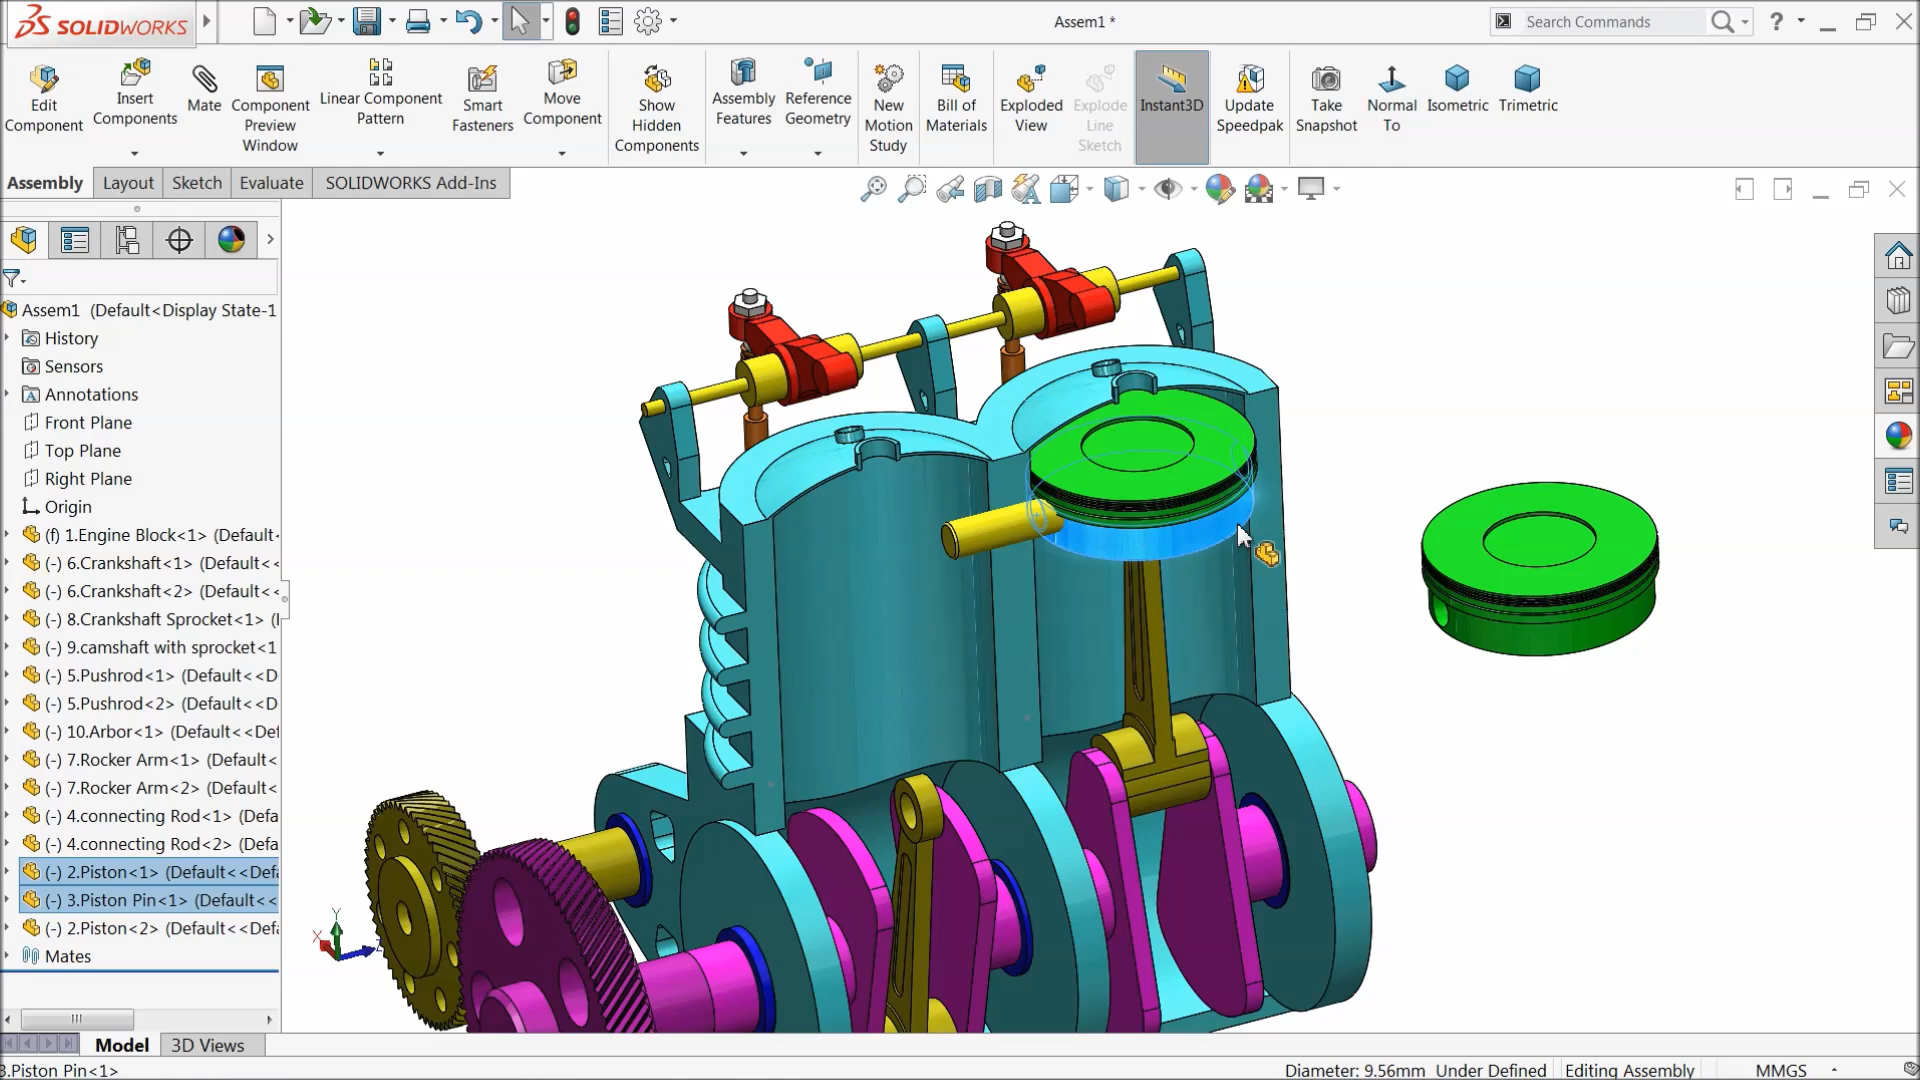 SOLIDWORKS
Assem1 *
Search Commands
?
Edit Component
Insert Components
Mate
Component Preview Window
Linear Component Pattern
Smart Fasteners
Move Component
Show Hidden Components
Assembly Features
Reference Geometry
New Motion Study
Bill of Materials
Exploded View
Explode Line Sketch
Instant3D
Update Speedpak
Take Snapshot
Normal To
Isometric
Trimetric
Assembly
Layout
Sketch
Evaluate
SOLIDWORKS Add-Ins
Assem1 (Default<Display State-1
History
Sensors
Annotations
Front Plane
Top Plane
Right Plane
Origin
(f) 1.Engine Block<1> (Default<
(-) 6.Crankshaft<1> (Default<<
(-) 6.Crankshaft<2> (Default<<
(-) 8.Crankshaft Sprocket<1> (
(-) 9.camshaft with sprocket<1
(-) 5.Pushrod<1> (Default<<D
(-) 5.Pushrod<2> (Default<<D
(-) 10.Arbor<1> (Default<<Def
(-) 7.Rocker Arm<1> (Default<
(-) 7.Rocker Arm<2> (Default<
(-) 4.connecting Rod<1> (Defa
(-) 4.connecting Rod<2> (Defa
(-) 2.Piston<1> (Default<<Defa
(-) 3.Piston Pin<1> (Default<<
(-) 2.Piston<2> (Default<<Defa
Mates
Y
X
Model
3D Views
3.Piston Pin<1>
Diameter: 9.56mm Under Defined Editing Assembly MMGS